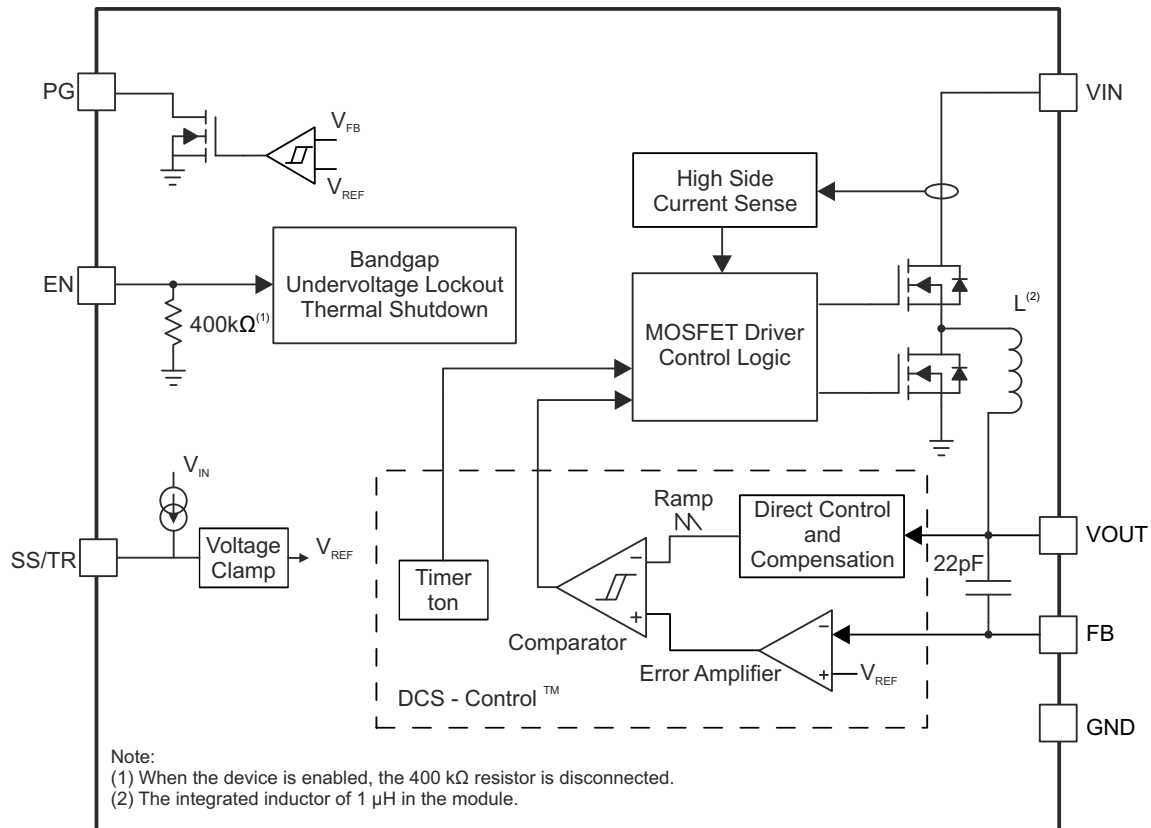 PG
V_FB
V_REF
VIN
High Side
Current Sense
EN
400kΩ(1)
Bandgap
Undervoltage Lockout
Thermal Shutdown
MOSFET Driver
Control Logic
L(2)
SS/TR
V_IN
Voltage
Clamp
V_REF
Timer
ton
Ramp
Direct Control
and
Compensation
VOUT
22pF
−
+
Comparator
−
+
Error Amplifier
V_REF
FB
DCS - Control ™
GND
Note:
(1) When the device is enabled, the 400 kΩ resistor is disconnected.
(2) The integrated inductor of 1 μH in the module.